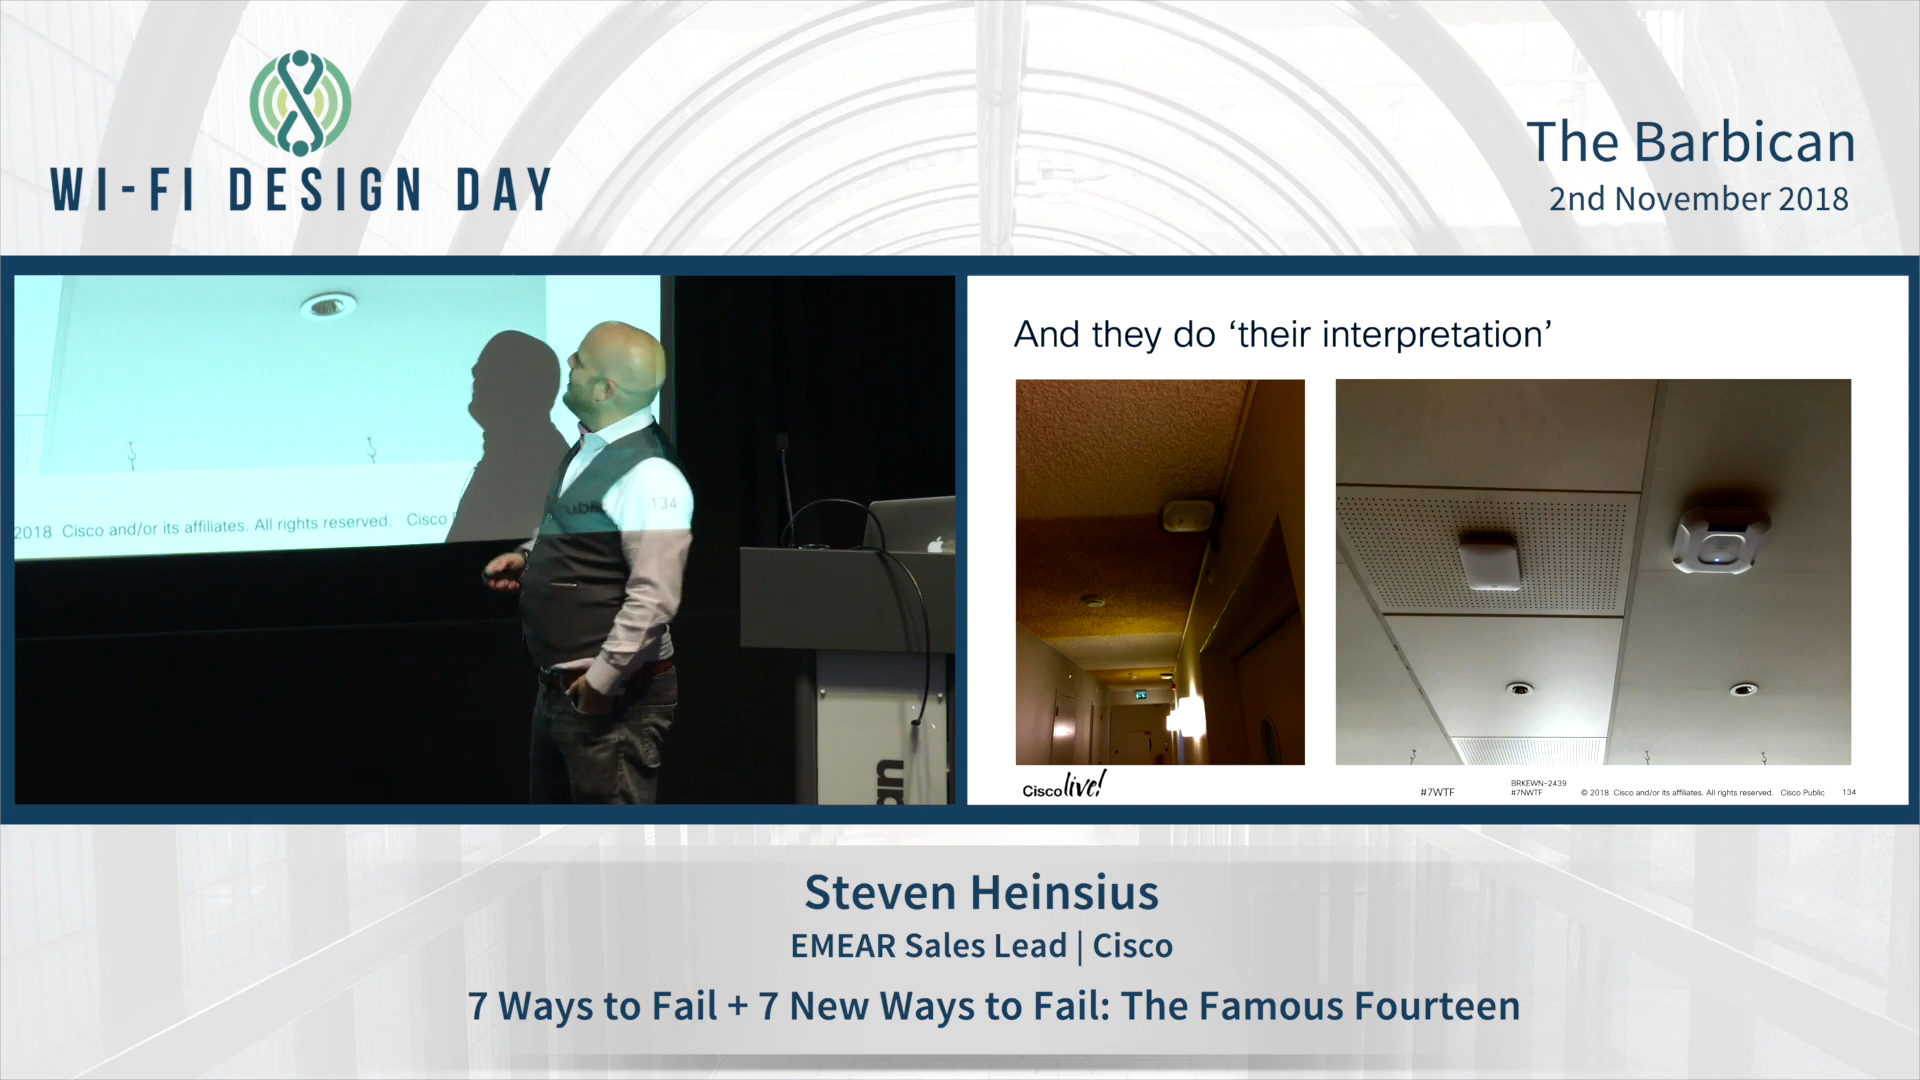 WI-FI DESIGN DAY
The Barbican
2nd November 2018
134
2018 Cisco and/or its affiliates. All rights reserved. Cisco
And they do ‘their interpretation’
Cisco live!
#7WTF
BRKEWN-2439
#7NWTF
© 2018 Cisco and/or its affiliates. All rights reserved. Cisco Public 134
Steven Heinsius
EMEAR Sales Lead | Cisco
7 Ways to Fail + 7 New Ways to Fail: The Famous Fourteen